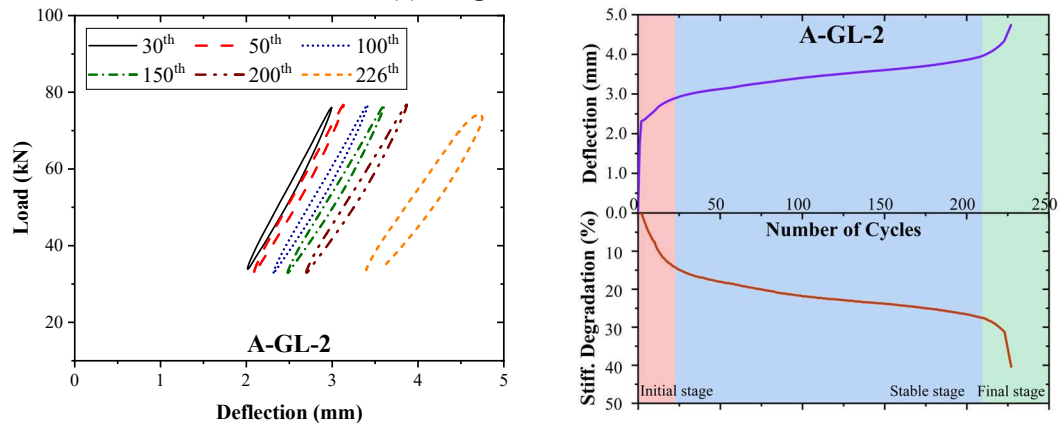 100
80
60
40
20
Load (kN)
30th 50th 100th
150th 200th 226th
A-GL-2
0 1 2 3 4 5
Deflection (mm)
5.0
4.0
3.0
2.0
1.0
0.0
Deflection (mm)
A-GL-2
0 50 100 150 200 250
Number of Cycles
10
20
30
40
50
Stiff. Degradation (%)
Initial stage Stable stage Final stage